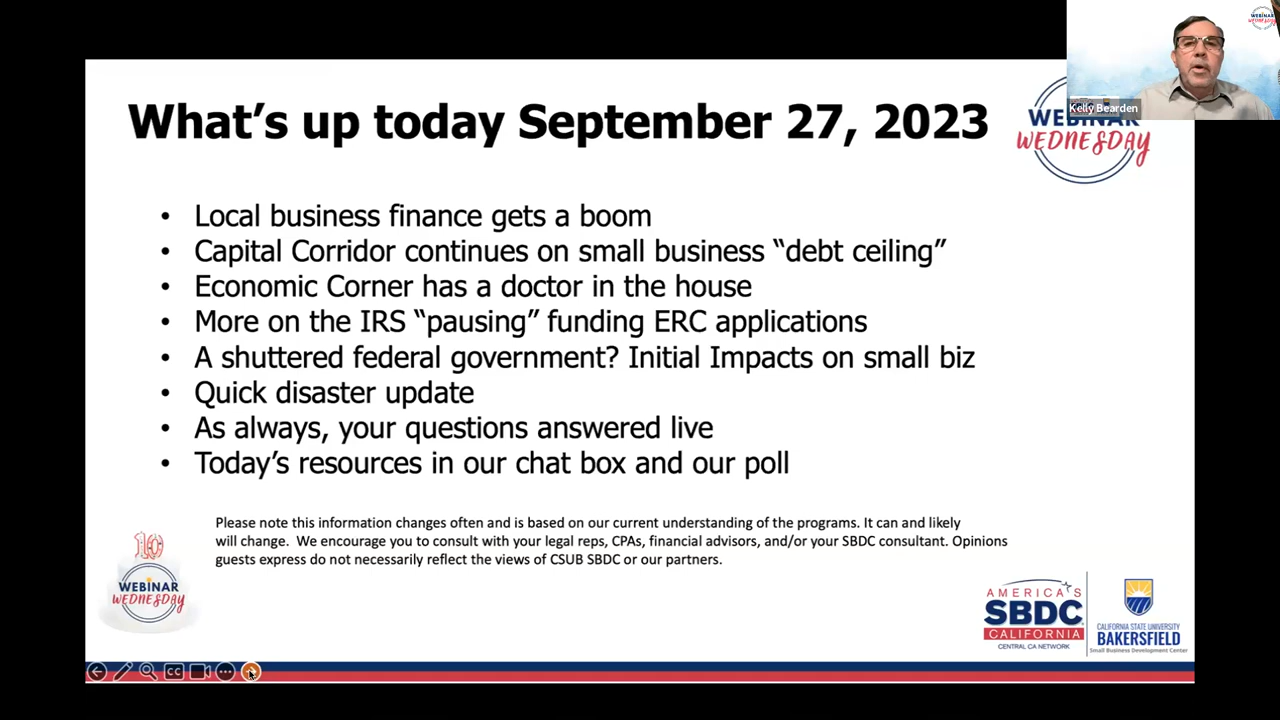 WEBINAR
WEDNESDAY
Kelly Bearden
What's up today September 27, 2023
WEBINAR
WEDNESDAY
• Local business finance gets a boom
• Capital Corridor continues on small business “debt ceiling”
• Economic Corner has a doctor in the house
• More on the IRS “pausing” funding ERC applications
• A shuttered federal government? Initial Impacts on small biz
• Quick disaster update
• As always, your questions answered live
• Today's resources in our chat box and our poll
Please note this information changes often and is based on our current understanding of the programs. It can and likely
will change. We encourage you to consult with your legal reps, CPAs, financial advisors, and/or your SBDC consultant. Opinions
guests express do not necessarily reflect the views of CSUB SBDC or our partners.
10
WEBINAR
WEDNESDAY
AMERICA'S
SBDC
CALIFORNIA
CENTRAL CA NETWORK
CALIFORNIA STATE UNIVERSITY
BAKERSFIELD
Small Business Development Center
CC